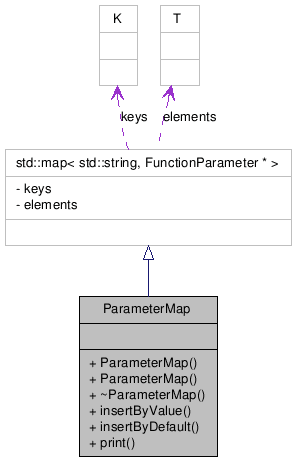 K
T
keys
elements
std::map< std::string, FunctionParameter * >
- keys
- elements
ParameterMap
+ ParameterMap()
+ ParameterMap()
+ ~ParameterMap()
+ insertByValue()
+ insertByDefault()
+ print()